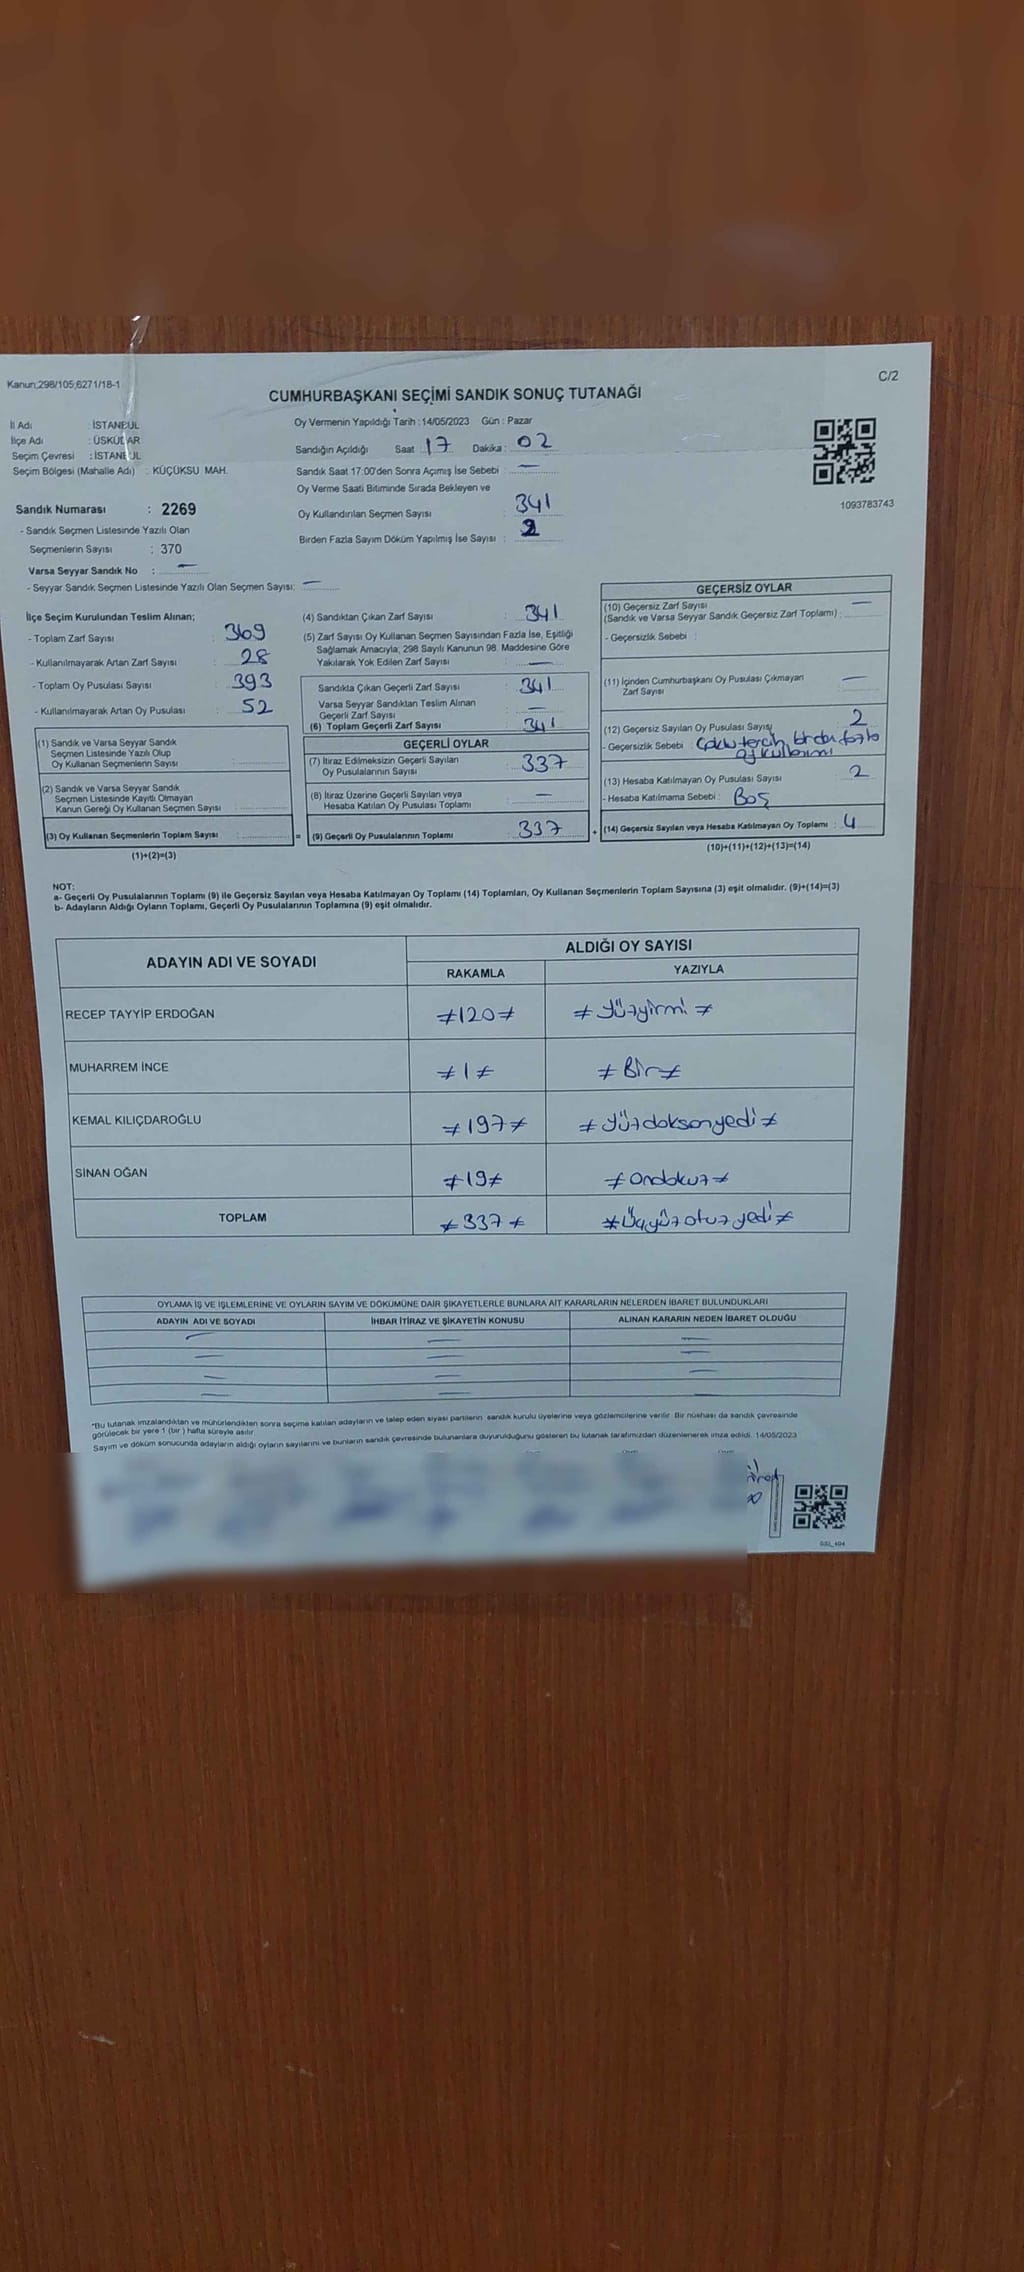 Kanun;298/105;6271/18-1
C/2
CUMHURBAŞKANI SEÇİMİ SANDIK SONUÇ TUTANAĞI
İl Adı : İSTANBUL
İlçe Adı : ÜSKÜDAR
Seçim Çevresi : İSTANBUL
Seçim Bölgesi (Mahalle Adı) : KÜÇÜKSU MAH.
Sandık Numarası : 2269
- Sandık Seçmen Listesinde Yazılı Olan
Seçmenlerin Sayısı : 370
Varsa Seyyar Sandık No : —
- Seyyar Sandık Seçmen Listesinde Yazılı Olan Seçmen Sayısı: —
Oy Vermenin Yapıldığı Tarih : 14/05/2023 Gün : Pazar
Sandığın Açıldığı Saat 17 Dakika : 02
Sandık Saat 17:00'den Sonra Açımış İse Sebebi : —
Oy Verme Saati Bitiminde Sırada Bekleyen ve
Oy Kullandırılan Seçmen Sayısı : 341
Birden Fazla Sayım Döküm Yapılmış İse Sayısı : 2
1093783743
İlçe Seçim Kurulundan Teslim Alınan;
- Toplam Zarf Sayısı : 369
- Kullanılmayarak Artan Zarf Sayısı : 28
- Toplam Oy Pusulası Sayısı : 393
- Kullanılmayarak Artan Oy Pusulası : 52
(1) Sandık ve Varsa Seyyar Sandık
Seçmen Listesinde Yazılı Olup
Oy Kullanan Seçmenlerin Sayısı :
(2) Sandık ve Varsa Seyyar Sandık
Seçmen Listesinde Kayıtlı Olmayan
Kanun Gereği Oy Kullanan Seçmen Sayısı :
(3) Oy Kullanan Seçmenlerin Toplam Sayısı :
(1)+(2)=(3)
=
(4) Sandıktan Çıkan Zarf Sayısı : 341
(5) Zarf Sayısı Oy Kullanan Seçmen Sayısından Fazla İse, Eşitliği
Sağlamak Amacıyla; 298 Sayılı Kanunun 98. Maddesine Göre
Yakılarak Yok Edilen Zarf Sayısı : —
Sandıkta Çıkan Geçerli Zarf Sayısı : 341
Varsa Seyyar Sandıktan Teslim Alınan
Geçerli Zarf Sayısı : —
(6) Toplam Geçerli Zarf Sayısı : 341
GEÇERLİ OYLAR
(7) İtiraz Edilmeksizin Geçerli Sayılan
Oy Pusulalarının Sayısı : 337
(8) İtiraz Üzerine Geçerli Sayılan veya
Hesaba Katılan Oy Pusulası Toplamı : —
(9) Geçerli Oy Pusulalarının Toplamı : 337
+
GEÇERSİZ OYLAR
(10) Geçersiz Zarf Sayısı
(Sandık ve Varsa Seyyar Sandık Geçersiz Zarf Toplamı) : —
- Geçersizlik Sebebi :
(11) İçinden Cumhurbaşkanı Oy Pusulası Çıkmayan
Zarf Sayısı : —
(12) Geçersiz Sayılan Oy Pusulası Sayısı : 2
- Geçersizlik Sebebi : Çoklu tercih, birden fazla
oy kullanımı
(13) Hesaba Katılmayan Oy Pusulası Sayısı : 2
- Hesaba Katılmama Sebebi : Boş
(14) Geçersiz Sayılan veya Hesaba Katılmayan Oy Toplamı : 4
(10)+(11)+(12)+(13)=(14)
NOT:
a- Geçerli Oy Pusulalarının Toplamı (9) ile Geçersiz Sayılan veya Hesaba Katılmayan Oy Toplamı (14) Toplamları, Oy Kullanan Seçmenlerin Toplam Sayısına (3) eşit olmalıdır. (9)+(14)=(3)
b- Adayların Aldığı Oyların Toplamı, Geçerli Oy Pusulalarının Toplamına (9) eşit olmalıdır.
ADAYIN ADI VE SOYADI ALDIĞI OY SAYISI
RAKAMLA YAZIYLA
RECEP TAYYİP ERDOĞAN ≠120≠ ≠ Yüzyirmi ≠
MUHARREM İNCE ≠1≠ ≠ Bir ≠
KEMAL KILIÇDAROĞLU ≠197≠ ≠ Yüzdoksanyedi ≠
SİNAN OĞAN ≠19≠ ≠ Ondokuz ≠
TOPLAM ≠337≠ ≠ Üçyüzotuzyedi ≠
OYLAMA İŞ VE İŞLEMLERİNE VE OYLARIN SAYIM VE DÖKÜMÜNE DAİR ŞİKAYETLERLE BUNLARA AİT KARARLARIN NELERDEN İBARET BULUNDUKLARI
ADAYIN ADI VE SOYADI İHBAR İTİRAZ VE ŞİKAYETİN KONUSU ALINAN KARARIN NEDEN İBARET OLDUĞU
— — —
— — —
— — —
— — —
*Bu tutanak imzalandıktan ve mühürlendikten sonra seçime katılan adayların ve talep eden siyasi partilerin sandık kurulu üyelerine veya gözlemcilerine verilir. Bir nüshası da sandık çevresinde
görülecek bir yere 1 (bir) hafta süreyle asılır.
Sayım ve döküm sonucunda adayların aldığı oyların sayılarını ve bunların sandık çevresinde bulunanlara duyurulduğunu gösteren bu tutanak tarafımızdan düzenlenerek imza edildi. 14/05/2023